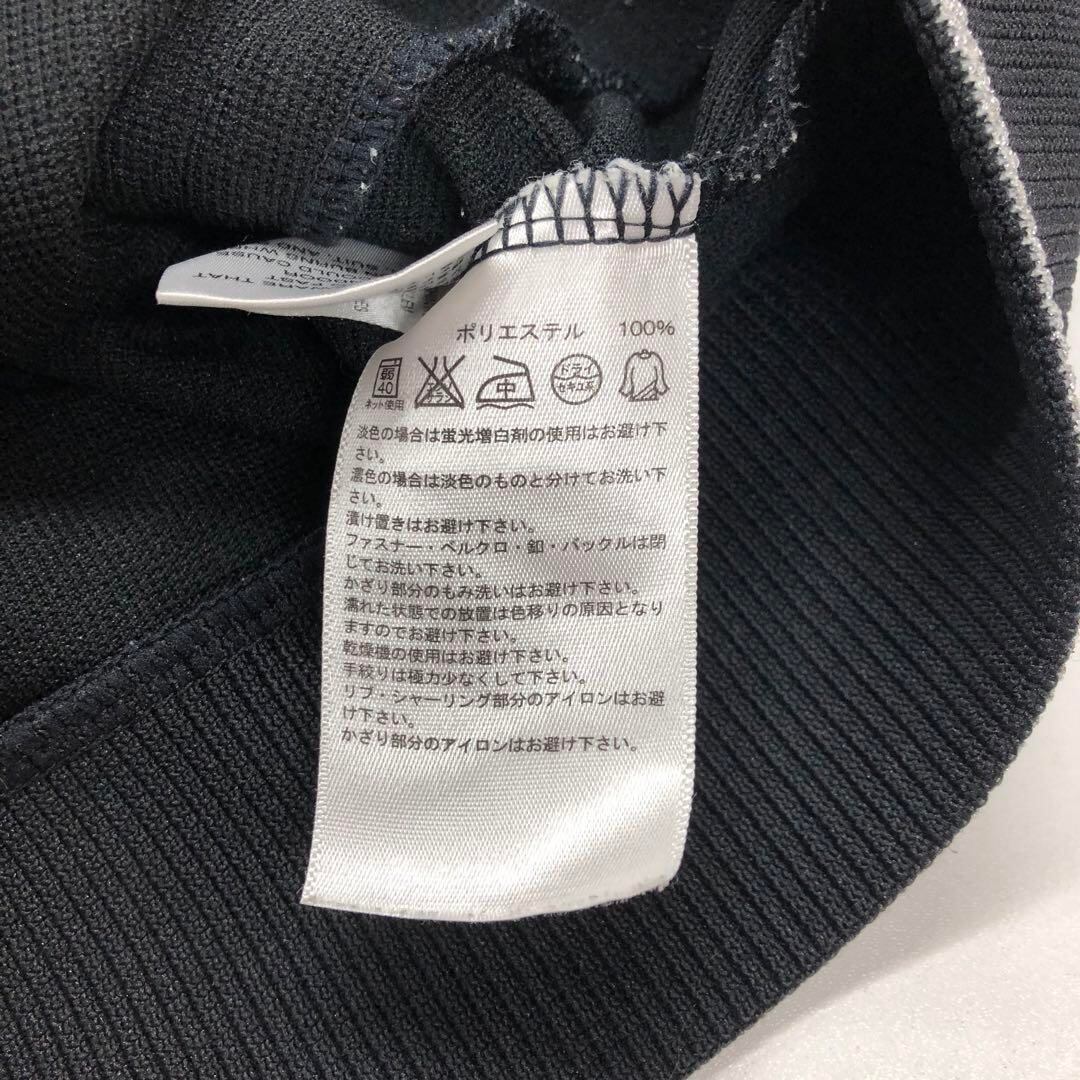 ARE THAT
CAUSE
ポリエステル 100%
弱
40
ネット使用
エンソ
サラシ
中
ドライ
セキユ系
淡色の場合は蛍光増白剤の使用はお避け下
さい。
濃色の場合は淡色のものと分けてお洗い下
さい。
漬け置きはお避け下さい。
ファスナー・ベルクロ・釦・バックルは閉
じてお洗い下さい。
かざり部分のもみ洗いはお避け下さい。
濡れた状態での放置は色移りの原因となり
ますのでお避け下さい。
乾燥機の使用はお避け下さい。
手絞りは極力少なくして下さい。
リブ・シャーリング部分のアイロンはお避
け下さい。
かざり部分のアイロンはお避け下さい。